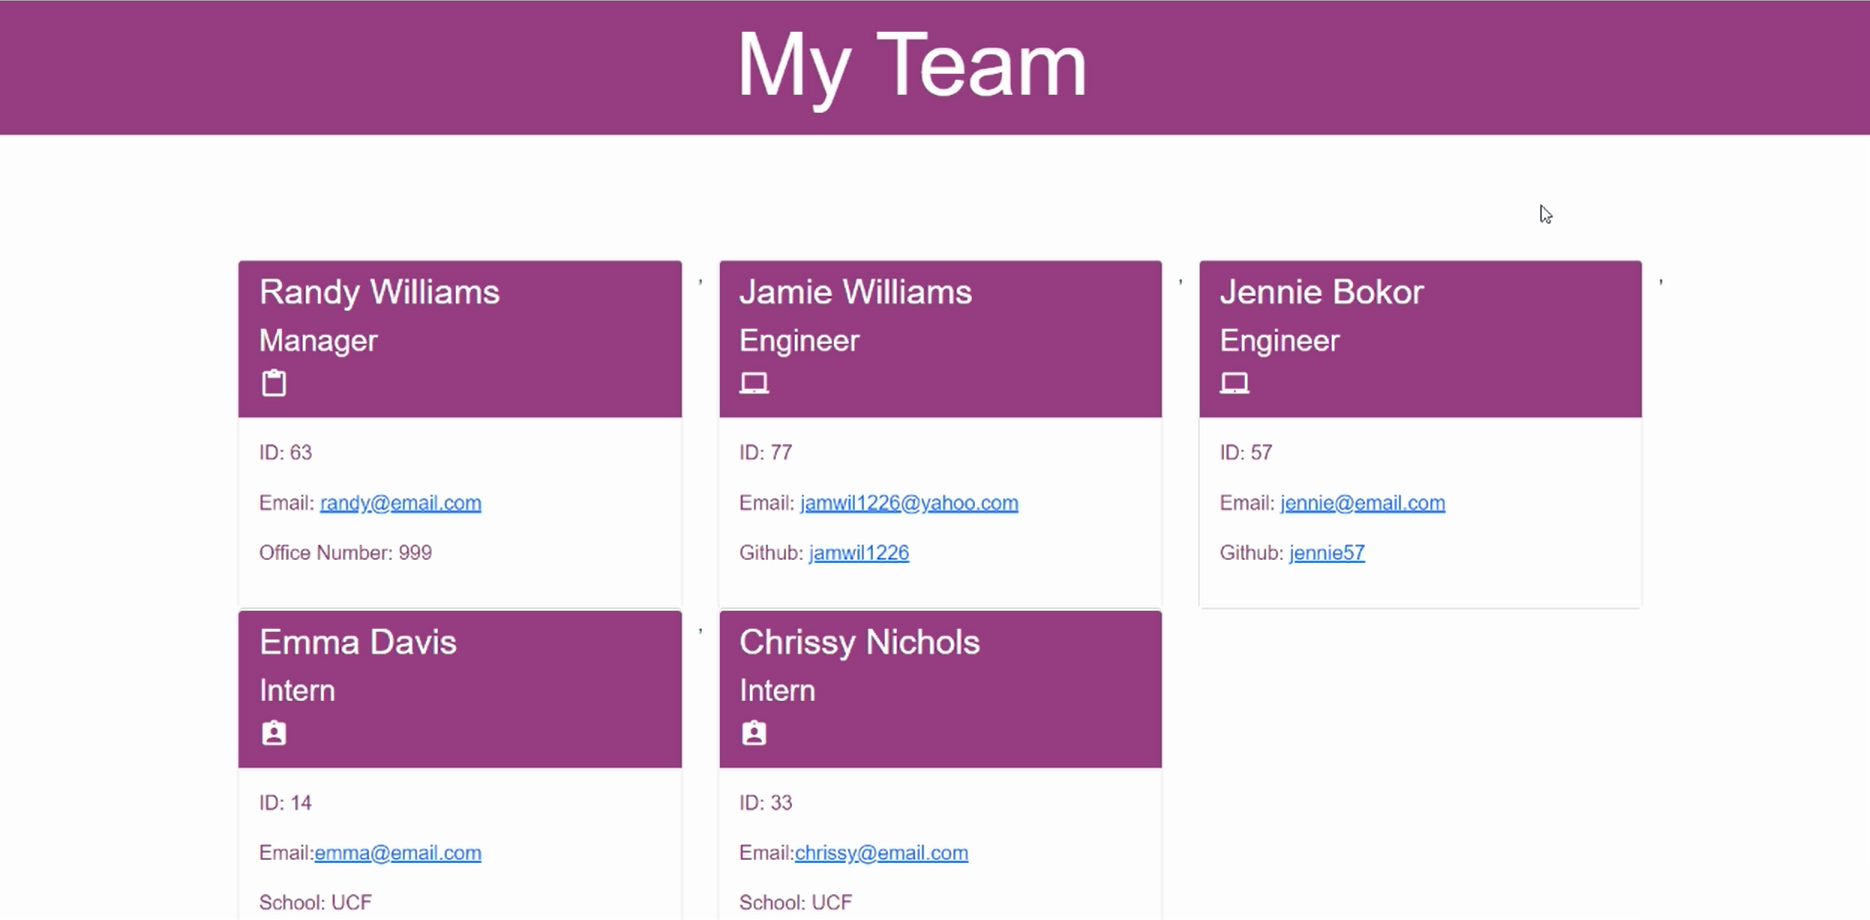 My Team
Randy Williams
Manager
ID: 63
Email: randy@email.com
Office Number: 999
,
Jamie Williams
Engineer
ID: 77
Email: jamwil1226@yahoo.com
Github: jamwil1226
,
Jennie Bokor
Engineer
ID: 57
Email: jennie@email.com
Github: jennie57
,
Emma Davis
Intern
ID: 14
Email:emma@email.com
School: UCF
,
Chrissy Nichols
Intern
ID: 33
Email:chrissy@email.com
School: UCF